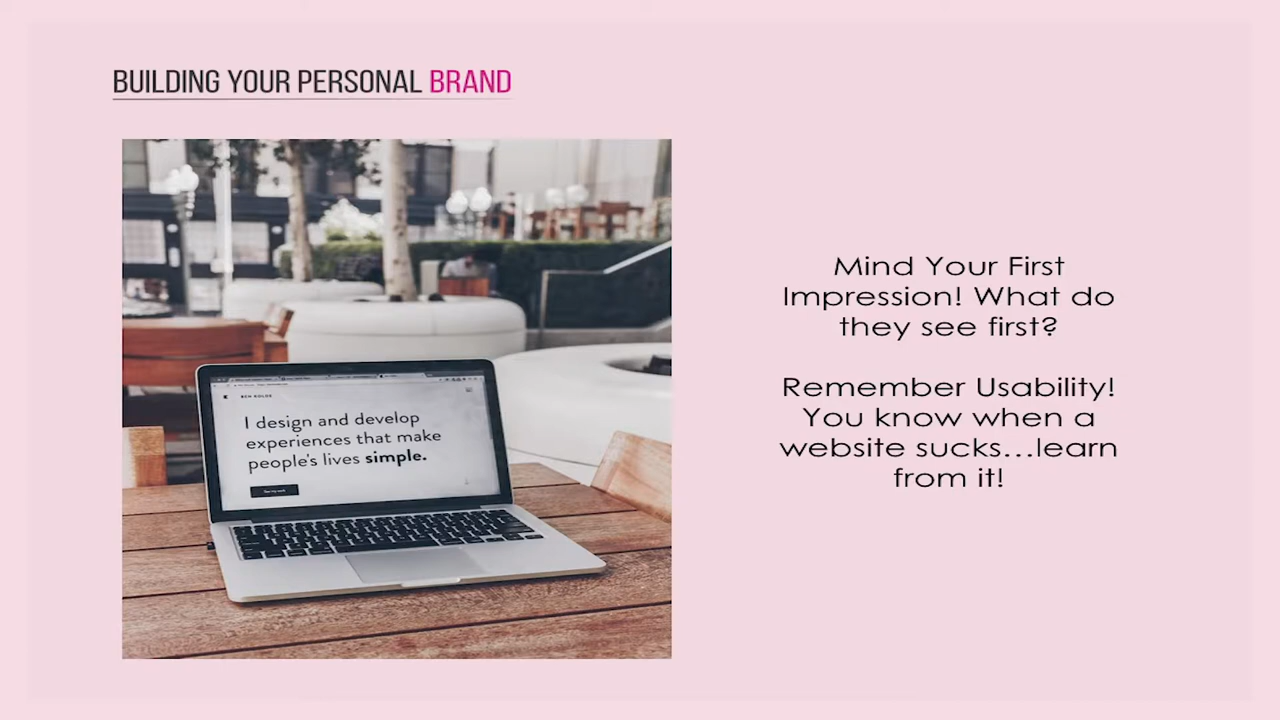 BUILDING YOUR PERSONAL BRAND
I design and develop
experiences that make
people's lives simple.
Mind Your First
Impression! What do
they see first?
Remember Usability!
You know when a
website sucks...learn
from it!